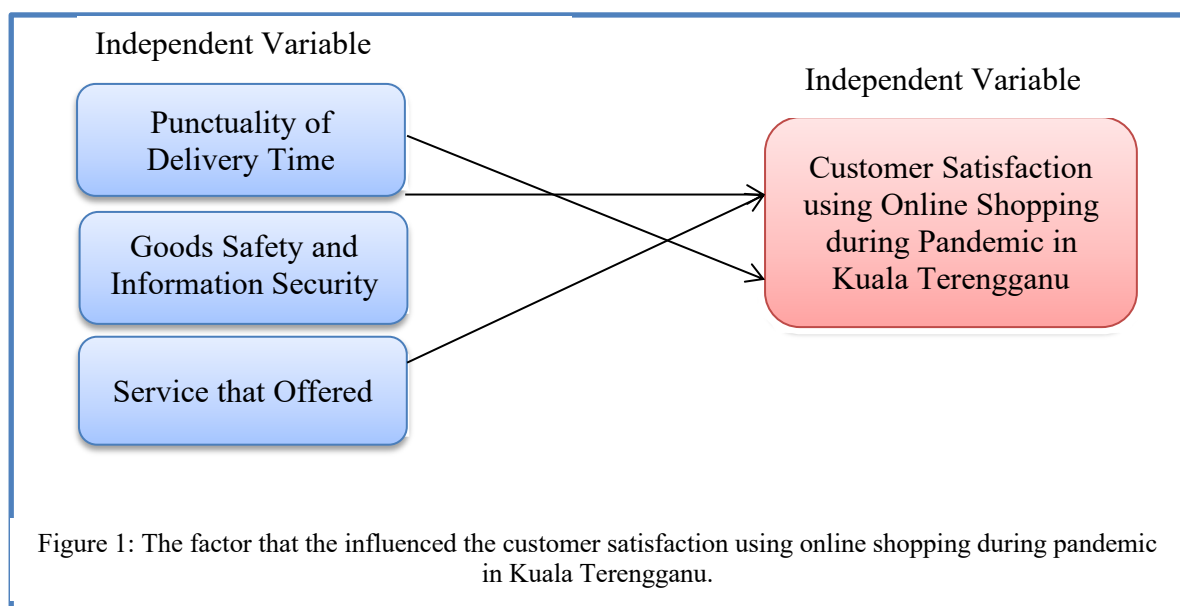 Independent Variable
Punctuality of
Delivery Time
Goods Safety and
Information Security
Service that Offered
Independent Variable
Customer Satisfaction
using Online Shopping
during Pandemic in
Kuala Terengganu
Figure 1: The factor that the influenced the customer satisfaction using online shopping during pandemic
in Kuala Terengganu.